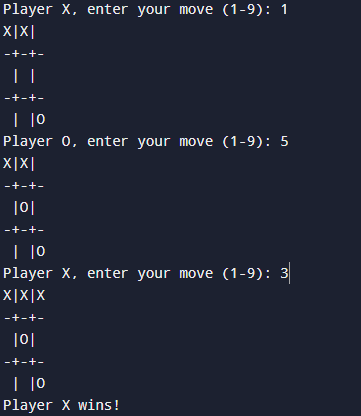 Player X, enter your move (1-9): 1
X|X|
-+-+-
 | |
-+-+-
 | |O
Player O, enter your move (1-9): 5
X|X|
-+-+-
 |O|
-+-+-
 | |O
Player X, enter your move (1-9): 3
X|X|X
-+-+-
 |O|
-+-+-
 | |O
Player X wins!